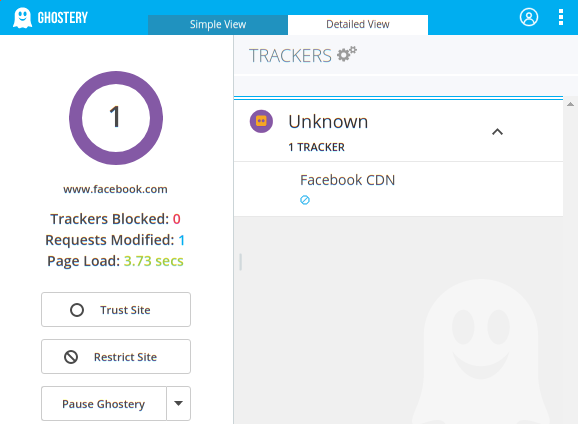 GHOSTERY
Simple View
Detailed View
1
www.facebook.com
Trackers Blocked: 0
Requests Modified: 1
Page Load: 3.73 secs
Trust Site
Restrict Site
Pause Ghostery
TRACKERS
Unknown
1 TRACKER
Facebook CDN